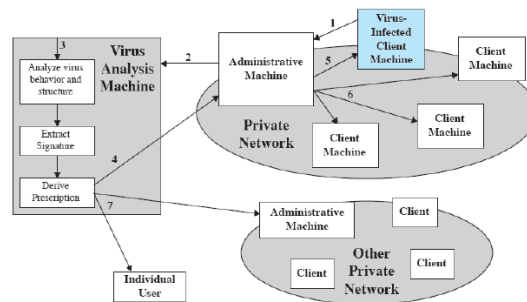 3
Virus
Analysis
Machine
Analyze virus
behavior and
structure
Extract
Signature
Derive
Prescription
2
4
7
1
5
6
Administrative
Machine
Virus-
Infected
Client
Machine
Client
Machine
Client
Machine
Client
Machine
Private
Network
Individual
User
Administrative
Machine
Client
Client
Client
Other
Private
Network